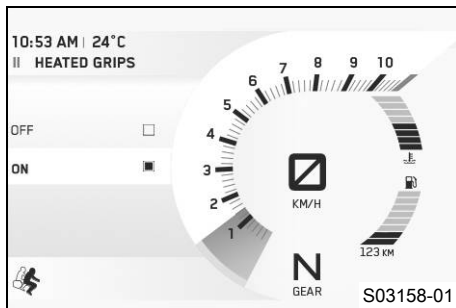 10:53 AM | 24°C
II HEATED GRIPS
OFF
ON
1
2
3
4
5
6
7
8
9
10
0
KM/H
N
GEAR
123 KM
S03158-01